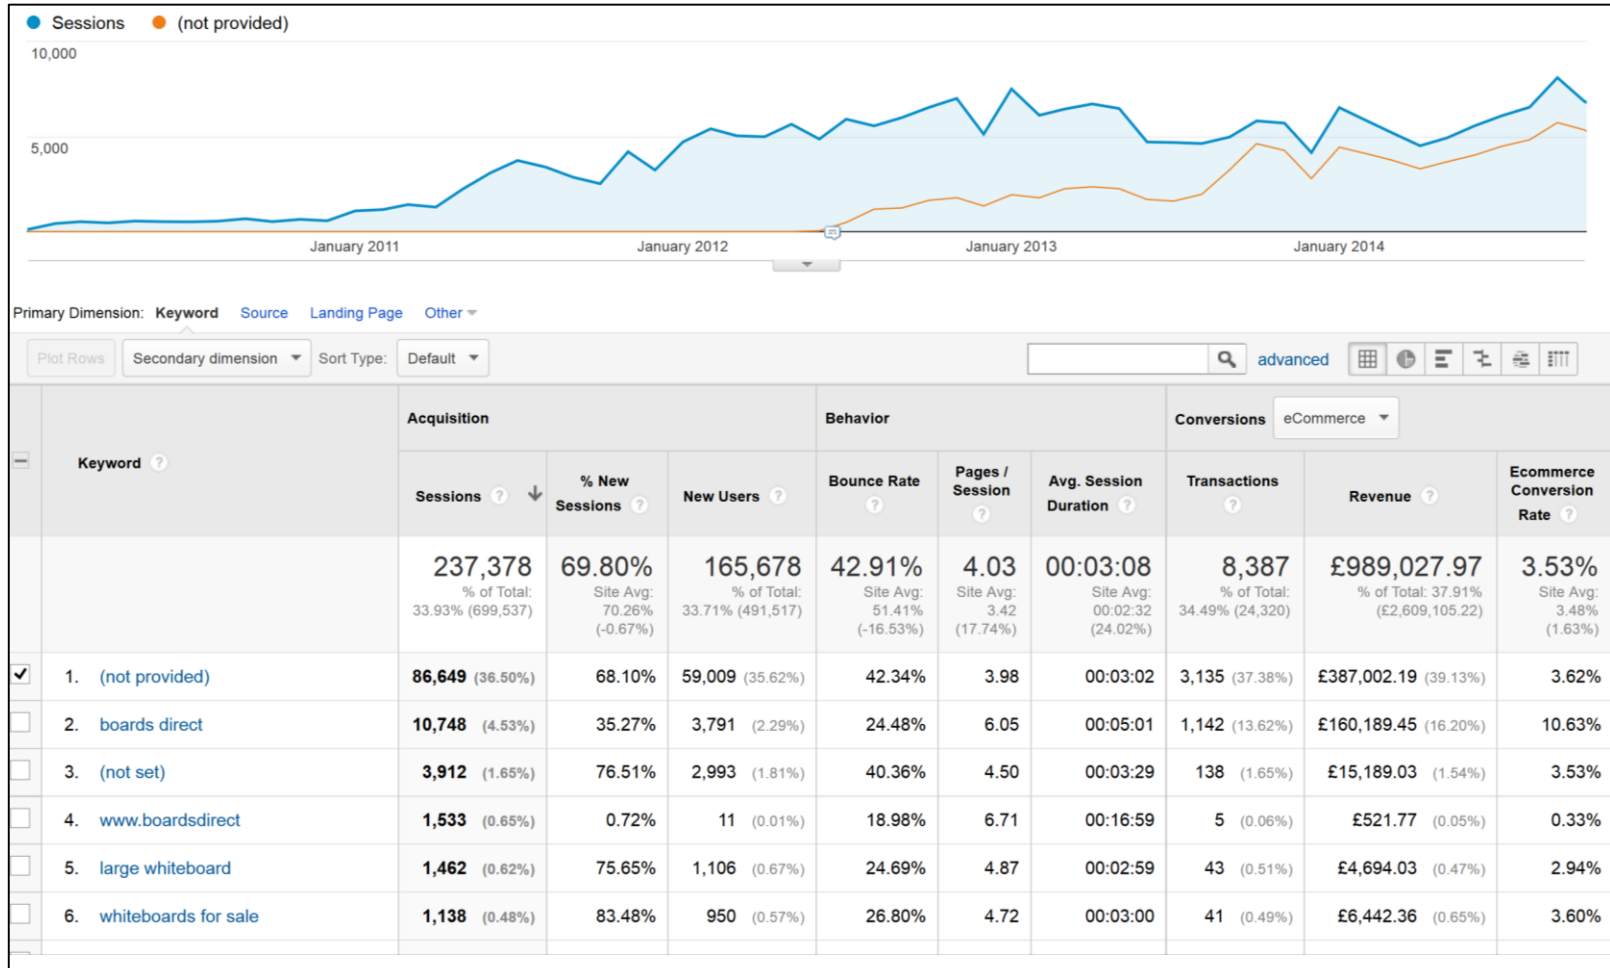 Sessions (not provided)
10,000
5,000
January 2011 January 2012 January 2013 January 2014
Primary Dimension: Keyword Source Landing Page Other
Plot Rows Secondary dimension Sort Type: Default advanced
Acquisition Behavior Conversions eCommerce
Keyword ?
Sessions ? % New Sessions ? New Users ? Bounce Rate ? Pages / Session ? Avg. Session Duration ? Transactions ? Revenue ? Ecommerce Conversion Rate ?
237,378 69.80% 165,678 42.91% 4.03 00:03:08 8,387 £989,027.97 3.53%
% of Total: Site Avg: % of Total: Site Avg: Site Avg: Site Avg: % of Total: % of Total: 37.91% Site Avg:
33.93% (699,537) 70.26% 33.71% (491,517) 51.41% 3.42 00:02:32 34.49% (24,320) (£2,609,105.22) 3.48%
(-0.67%) (-16.53%) (17.74%) (24.02%) (1.63%)
1. (not provided) 86,649 (36.50%) 68.10% 59,009 (35.62%) 42.34% 3.98 00:03:02 3,135 (37.38%) £387,002.19 (39.13%) 3.62%
2. boards direct 10,748 (4.53%) 35.27% 3,791 (2.29%) 24.48% 6.05 00:05:01 1,142 (13.62%) £160,189.45 (16.20%) 10.63%
3. (not set) 3,912 (1.65%) 76.51% 2,993 (1.81%) 40.36% 4.50 00:03:29 138 (1.65%) £15,189.03 (1.54%) 3.53%
4. www.boardsdirect 1,533 (0.65%) 0.72% 11 (0.01%) 18.98% 6.71 00:16:59 5 (0.06%) £521.77 (0.05%) 0.33%
5. large whiteboard 1,462 (0.62%) 75.65% 1,106 (0.67%) 24.69% 4.87 00:02:59 43 (0.51%) £4,694.03 (0.47%) 2.94%
6. whiteboards for sale 1,138 (0.48%) 83.48% 950 (0.57%) 26.80% 4.72 00:03:00 41 (0.49%) £6,442.36 (0.65%) 3.60%